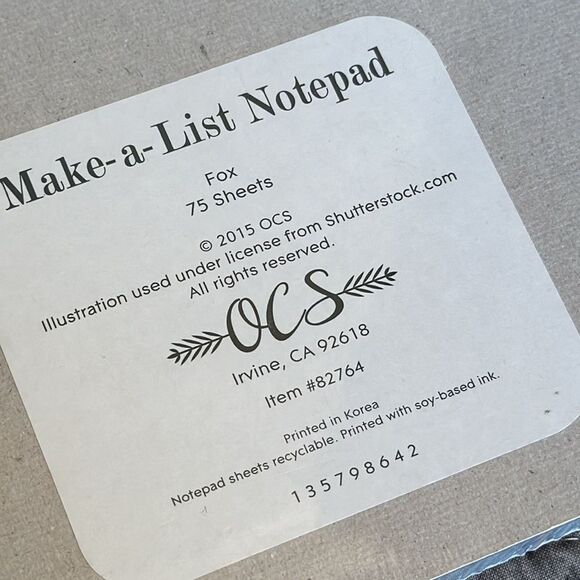 Make-a-List Notepad
Fox
75 Sheets
© 2015 OCS
Illustration used under license from Shutterstock.com
All rights reserved.
OCS
Irvine, CA 92618
Item #82764
Printed in Korea
Notepad sheets recyclable. Printed with soy-based ink.
1 3 5 7 9 8 6 4 2